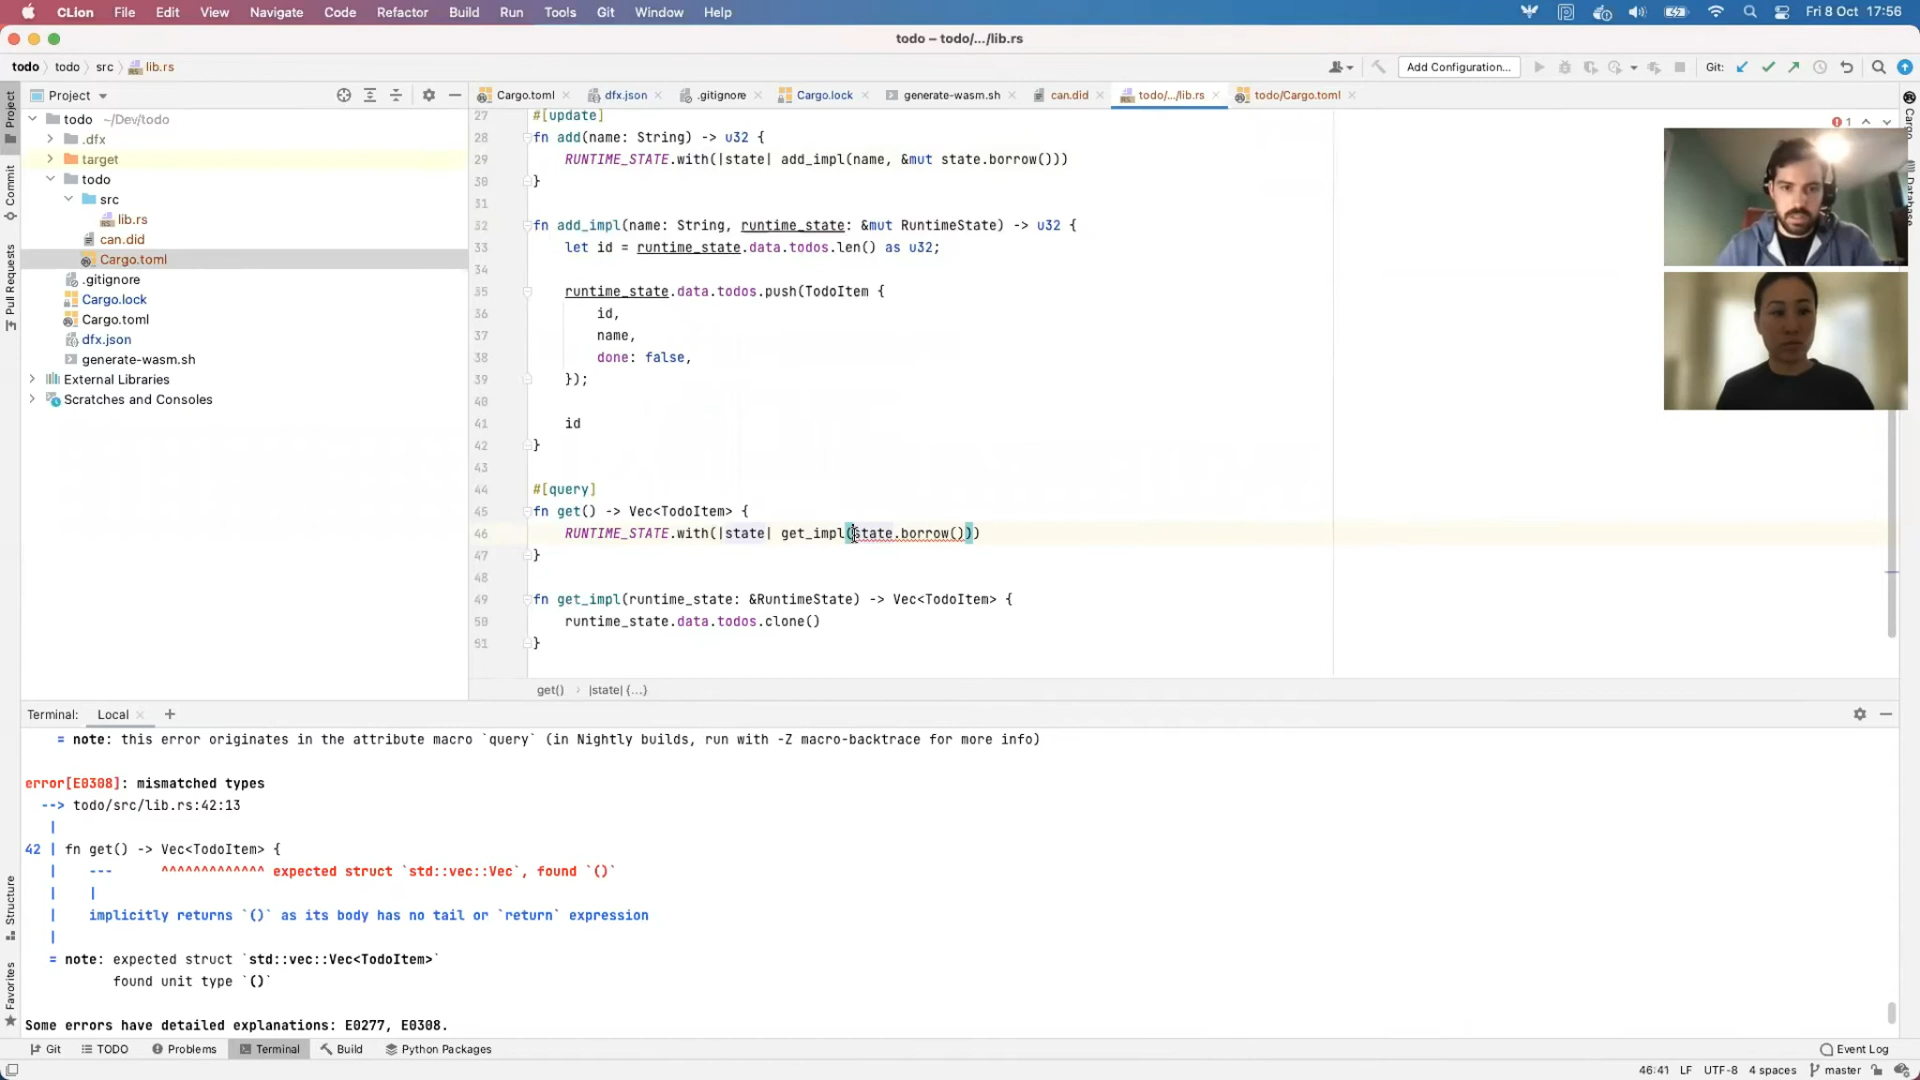 CLion File Edit View Navigate Code Refactor Build Run Tools Git Window Help Fri 8 Oct 17:56
todo – todo/.../lib.rs
todo todo src lib.rs Add Configuration... Git:
Project Cargo.toml dfx.json .gitignore Cargo.lock generate-wasm.sh can.did todo/.../lib.rs todo/Cargo.toml
Project
Commit
Pull Requests
Structure
Favorites
Cargo
Database
todo ~/Dev/todo
.dfx
target
todo
src
lib.rs
can.did
Cargo.toml
.gitignore
Cargo.lock
Cargo.toml
dfx.json
generate-wasm.sh
External Libraries
Scratches and Consoles
1
27 #[update]
28 fn add(name: String) -> u32 {
29 RUNTIME_STATE.with(|state| add_impl(name, &mut state.borrow()))
30 }
31
32 fn add_impl(name: String, runtime_state: &mut RuntimeState) -> u32 {
33 let id = runtime_state.data.todos.len() as u32;
34
35 runtime_state.data.todos.push(TodoItem {
36 id,
37 name,
38 done: false,
39 });
40
41 id
42 }
43
44 #[query]
45 fn get() -> Vec<TodoItem> {
46 RUNTIME_STATE.with(|state| get_impl(state.borrow()))
47 }
48
49 fn get_impl(runtime_state: &RuntimeState) -> Vec<TodoItem> {
50 runtime_state.data.todos.clone()
51 }
get() |state| {...}
Terminal: Local
= note: this error originates in the attribute macro `query` (in Nightly builds, run with -Z macro-backtrace for more info)
error[E0308]: mismatched types
--> todo/src/lib.rs:42:13
|
42 | fn get() -> Vec<TodoItem> {
| --- ^^^^^^^^^^^^^ expected struct `std::vec::Vec`, found `()`
| |
| implicitly returns `()` as its body has no tail or `return` expression
|
= note: expected struct `std::vec::Vec<TodoItem>`
found unit type `()`
Some errors have detailed explanations: E0277, E0308.
Git TODO Problems Terminal Build Python Packages Event Log
46:41 LF UTF-8 4 spaces master